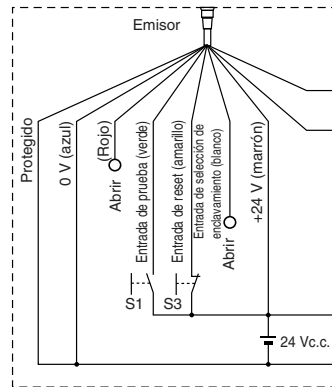 Emisor
Protegido
0 V (azul)
(Rojo)
Abrir
Entrada de prueba (verde)
Entrada de reset (amarillo)
Entrada de selección de
enclavamiento (blanco)
Abrir
+24 V (marrón)
S1
S3
24 Vc.c.